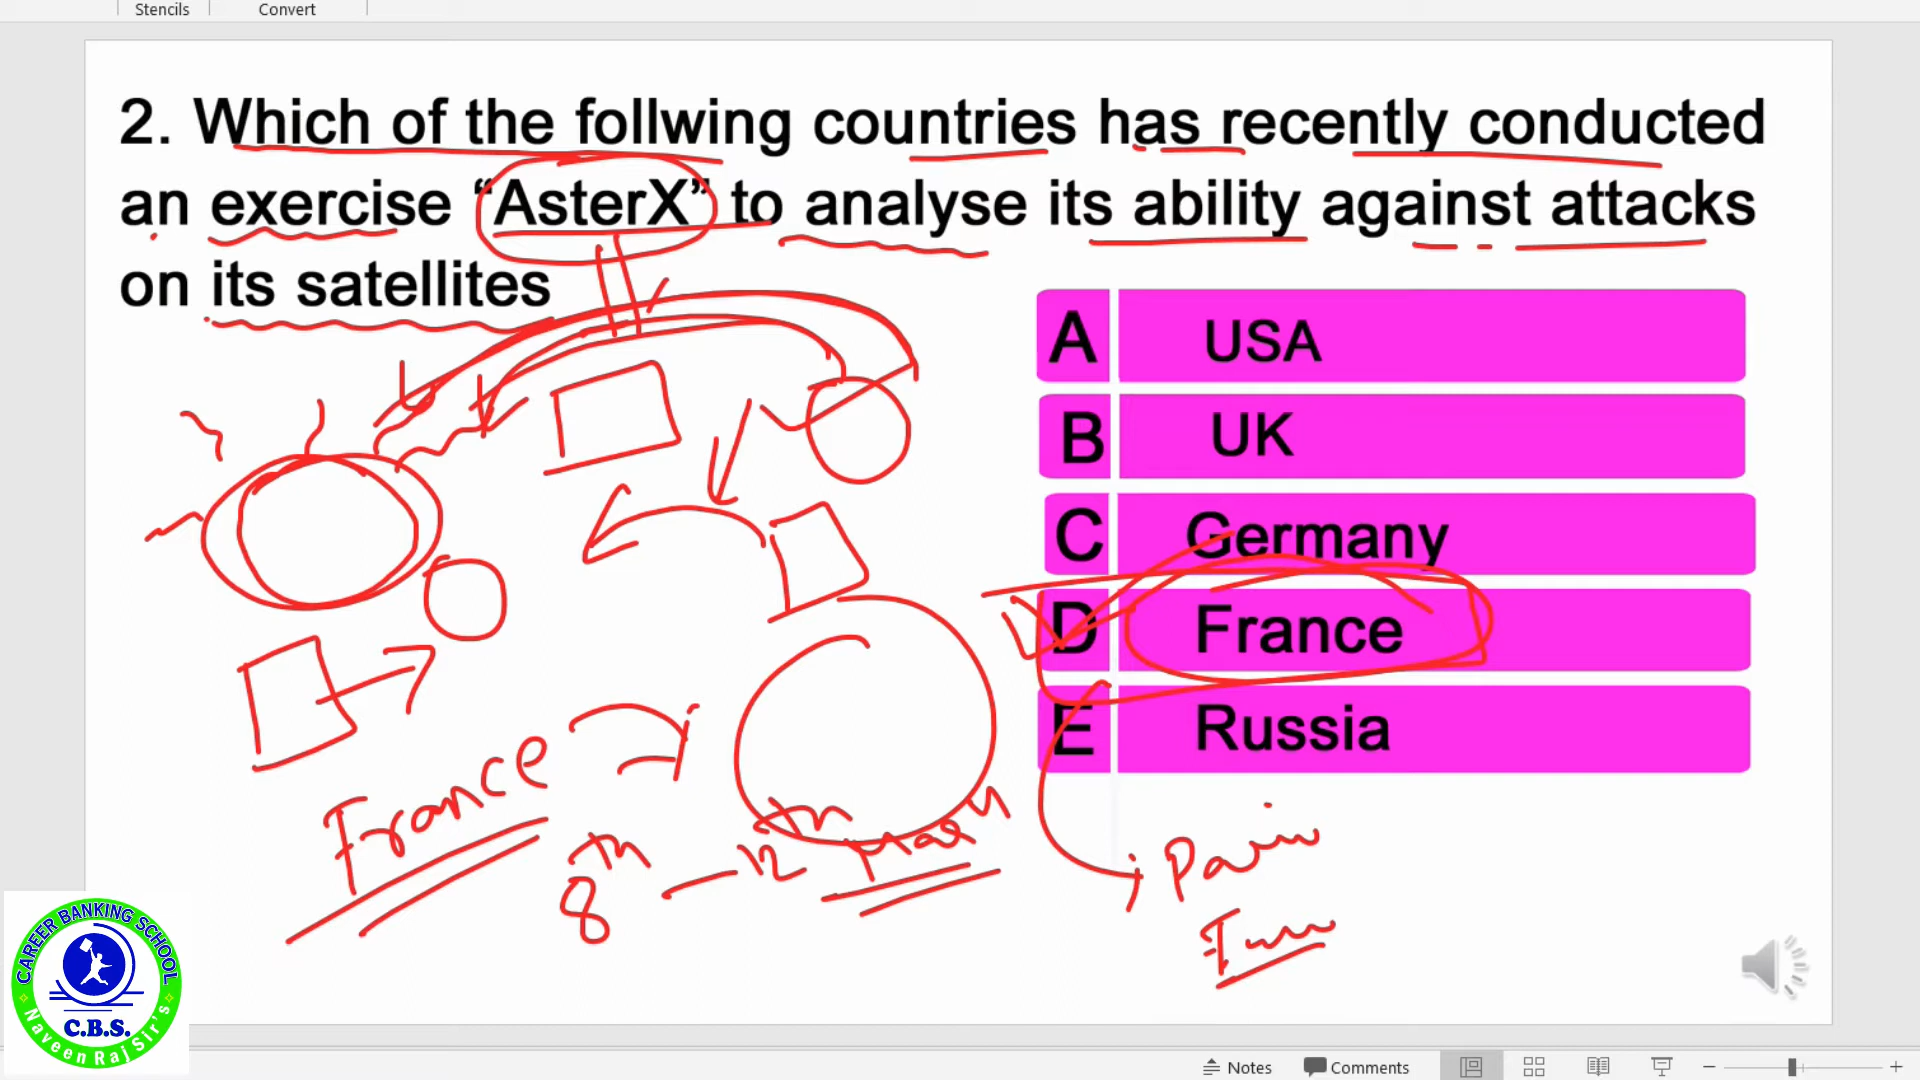 Stencils Convert
2. Which of the follwing countries has recently conducted
an exercise “AsterX” to analyse its ability against attacks
on its satellites
A USA
B UK
C Germany
D France
E Russia
France
8th — 12th March
CAREER BANKING SCHOOL
C.B.S.
Naveen Raj Sir's
Notes Comments